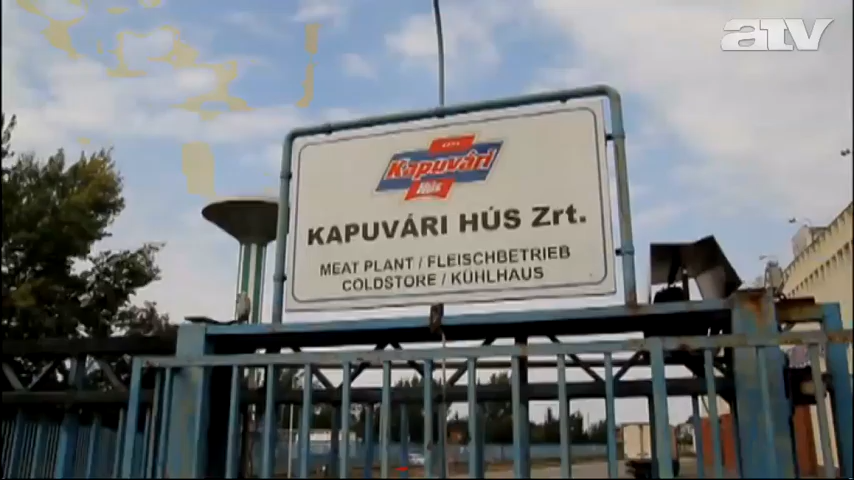 atv
Kapuvári
Hús
KAPUVÁRI HÚS Zrt.
MEAT PLANT / FLEISCHBETRIEB
COLDSTORE / KÜHLHAUS